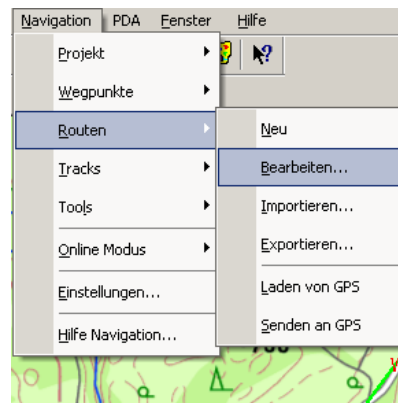 Navigation PDA Fenster Hilfe
Projekt
Wegpunkte
Routen
Tracks
Tools
Online Modus
Einstellungen...
Hilfe Navigation...
Neu
Bearbeiten...
Importieren...
Exportieren...
Laden von GPS
Senden an GPS